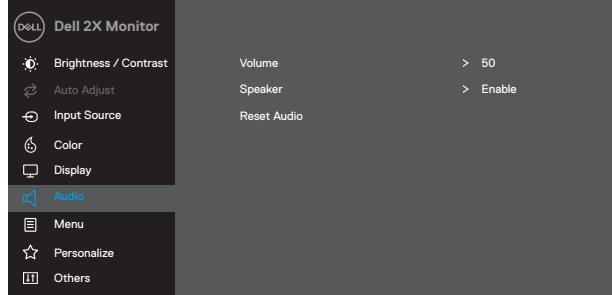 DELL
Dell 2X Monitor
Brightness / Contrast
Volume > 50
Auto Adjust
Speaker > Enable
Input Source
Reset Audio
Color
Display
Audio
Menu
Personalize
Others